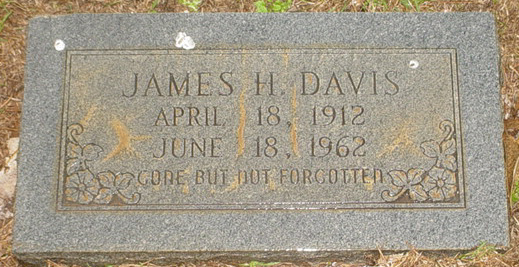 JAMES H. DAVIS
APRIL 18, 1912
JUNE 18, 1962
GONE BUT NOT FORGOTTEN